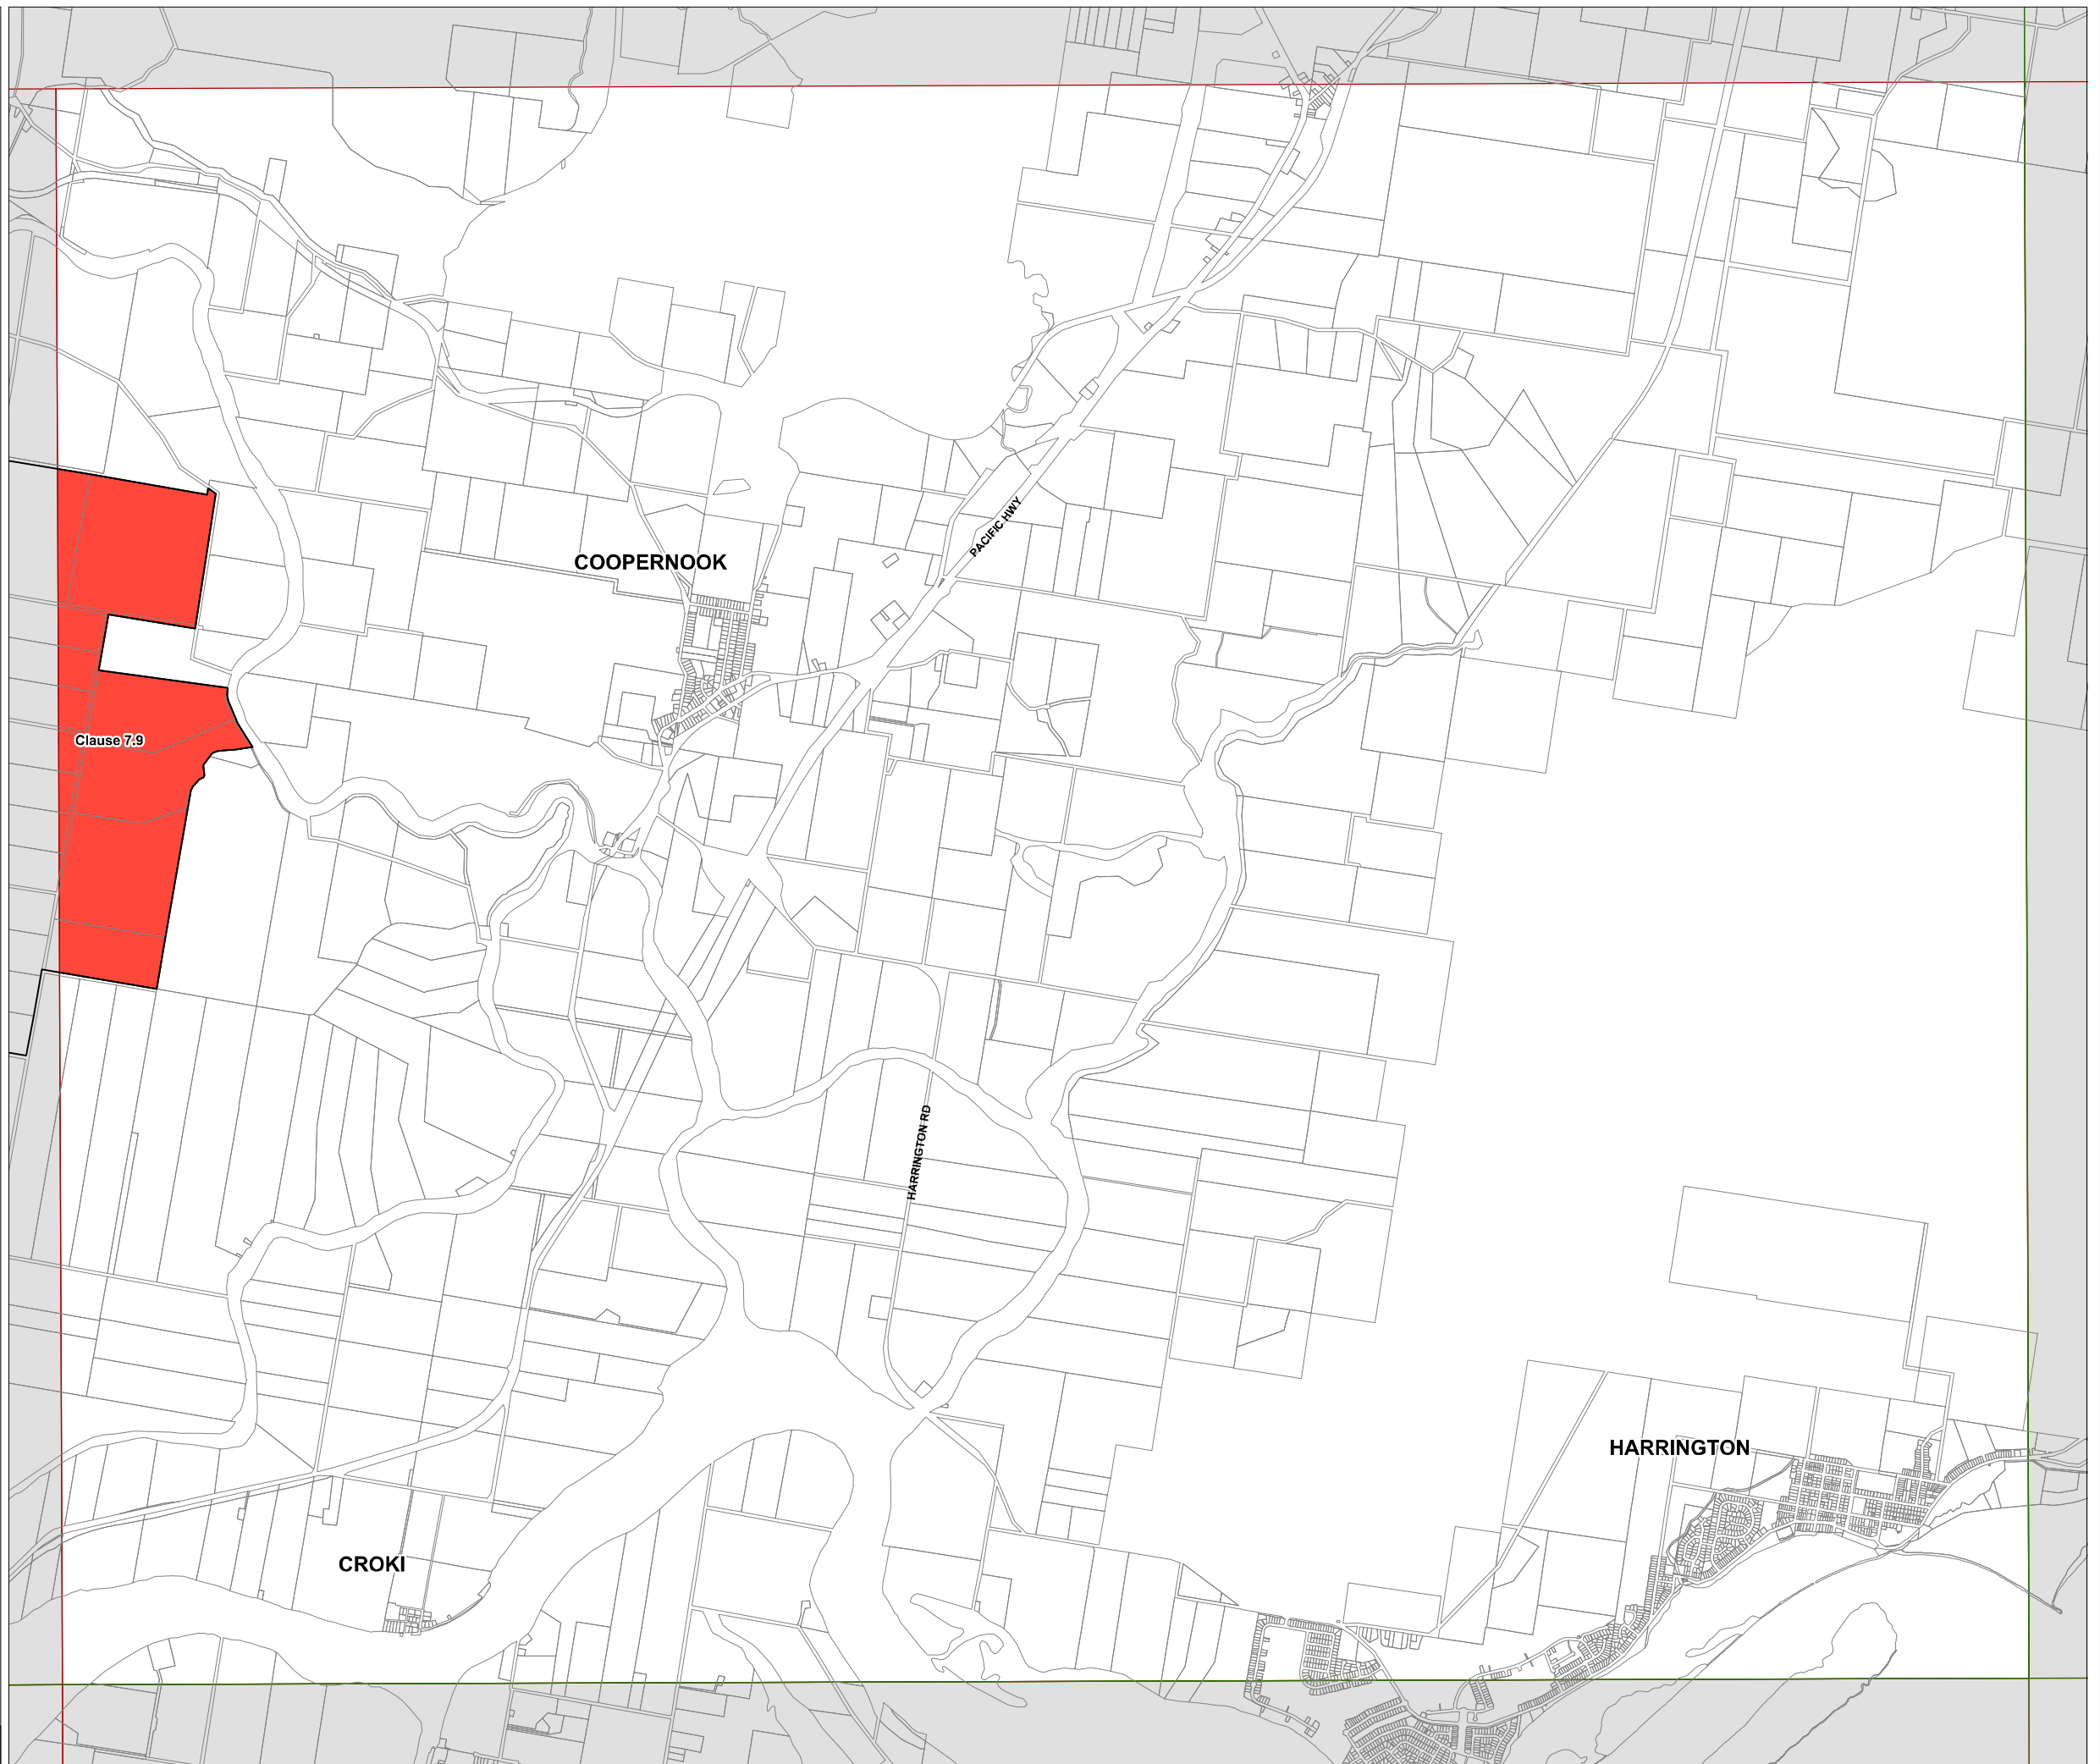 PACIFIC HWY
COOPERNOOK
Clause 7.9
HARRINGTON RD
HARRINGTON
CROKI